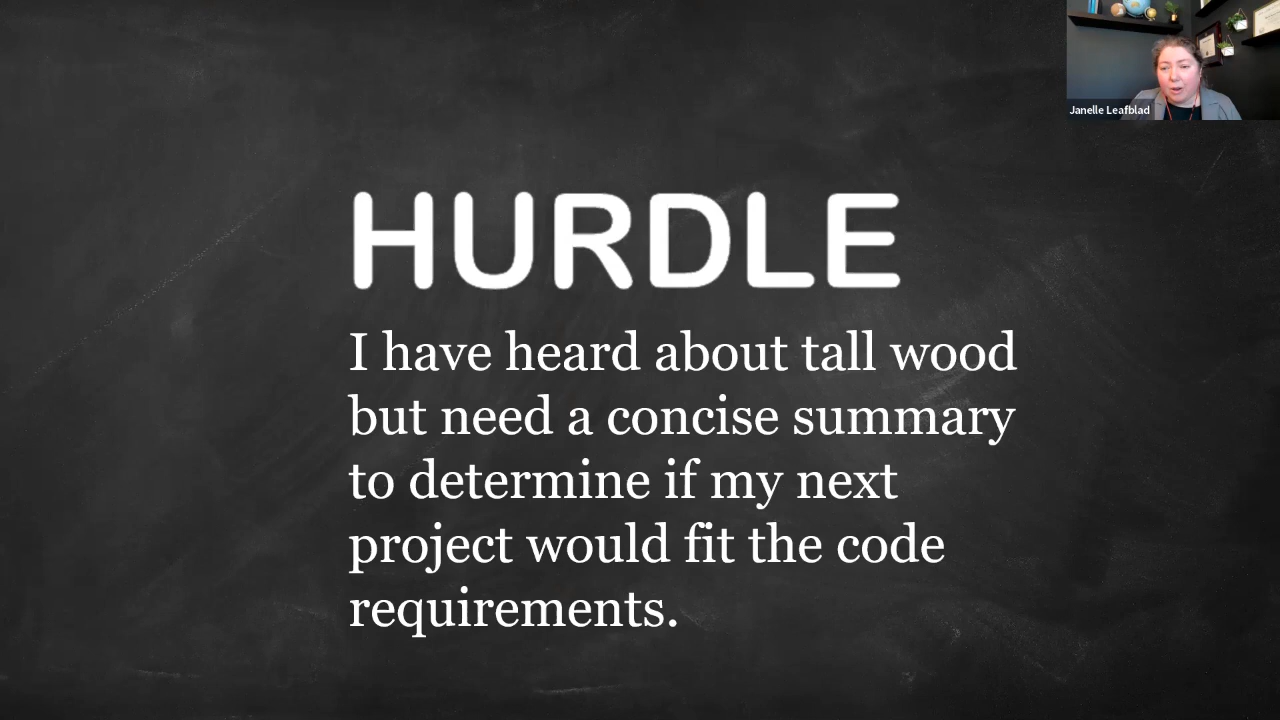 Janelle Leafblad
HURDLE
I have heard about tall wood
but need a concise summary
to determine if my next
project would fit the code
requirements.